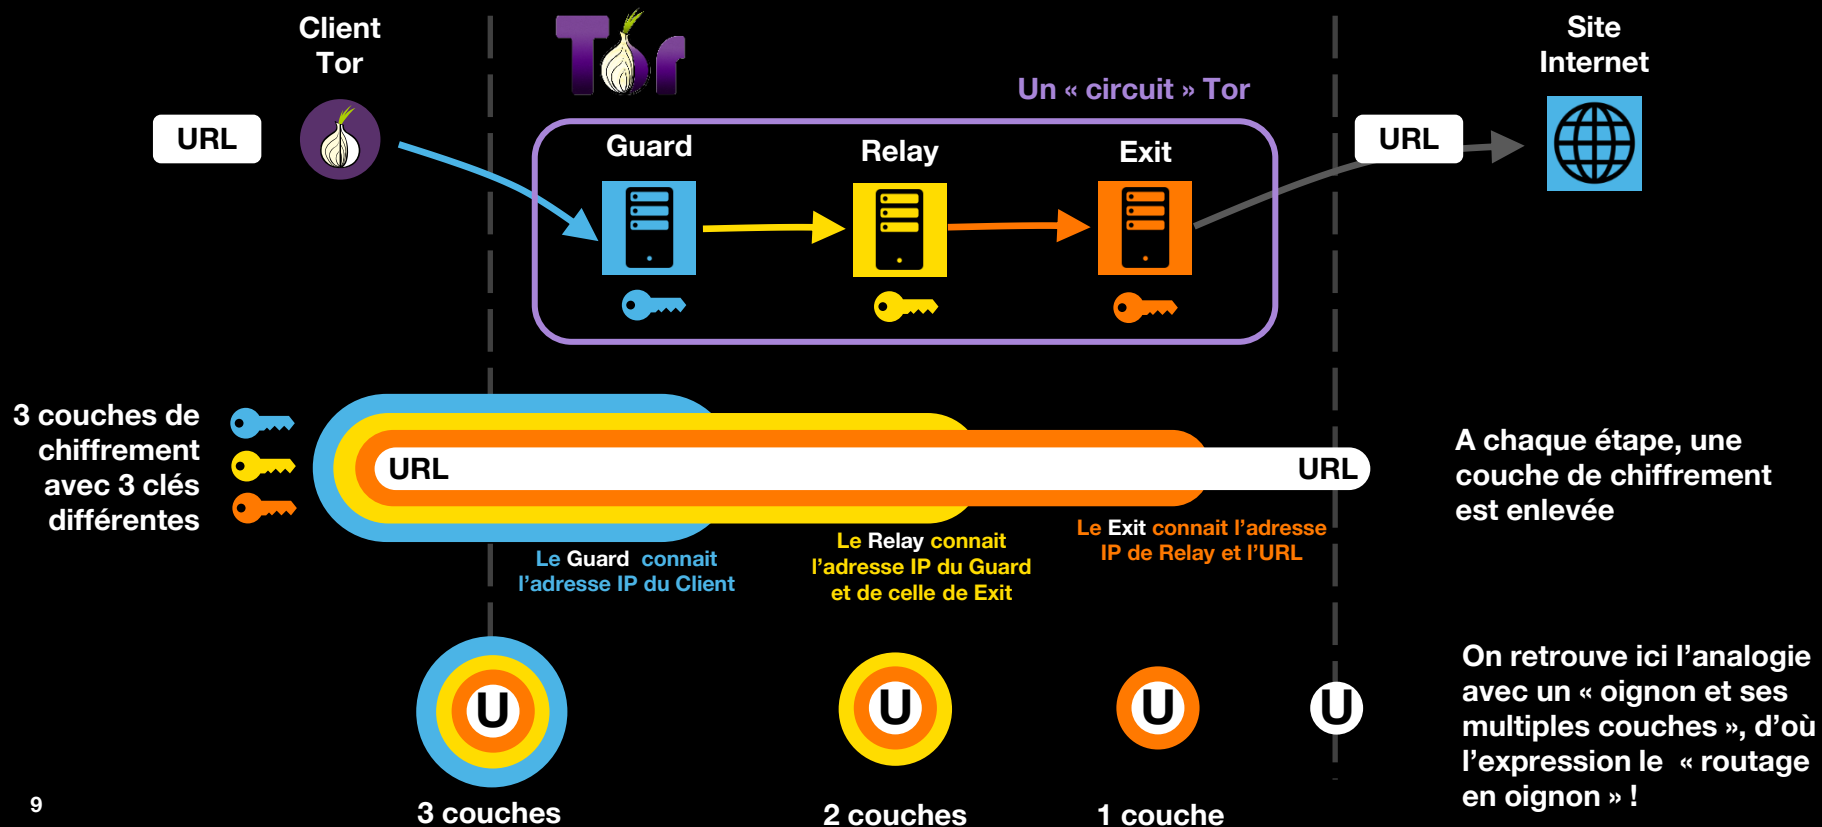 Client
Tor
Tor
Site
Internet
Un « circuit » Tor
URL
Guard
Relay
Exit
URL
3 couches de
chiffrement
avec 3 clés
différentes
URL
URL
A chaque étape, une
couche de chiffrement
est enlevée
Le Guard connait
l'adresse IP du Client
Le Relay connait
l'adresse IP du Guard
et de celle de Exit
Le Exit connait l'adresse
IP de Relay et l'URL
U
U
U
U
3 couches
2 couches
1 couche
On retrouve ici l'analogie
avec un « oignon et ses
multiples couches », d'où
l'expression le « routage
en oignon » !
9